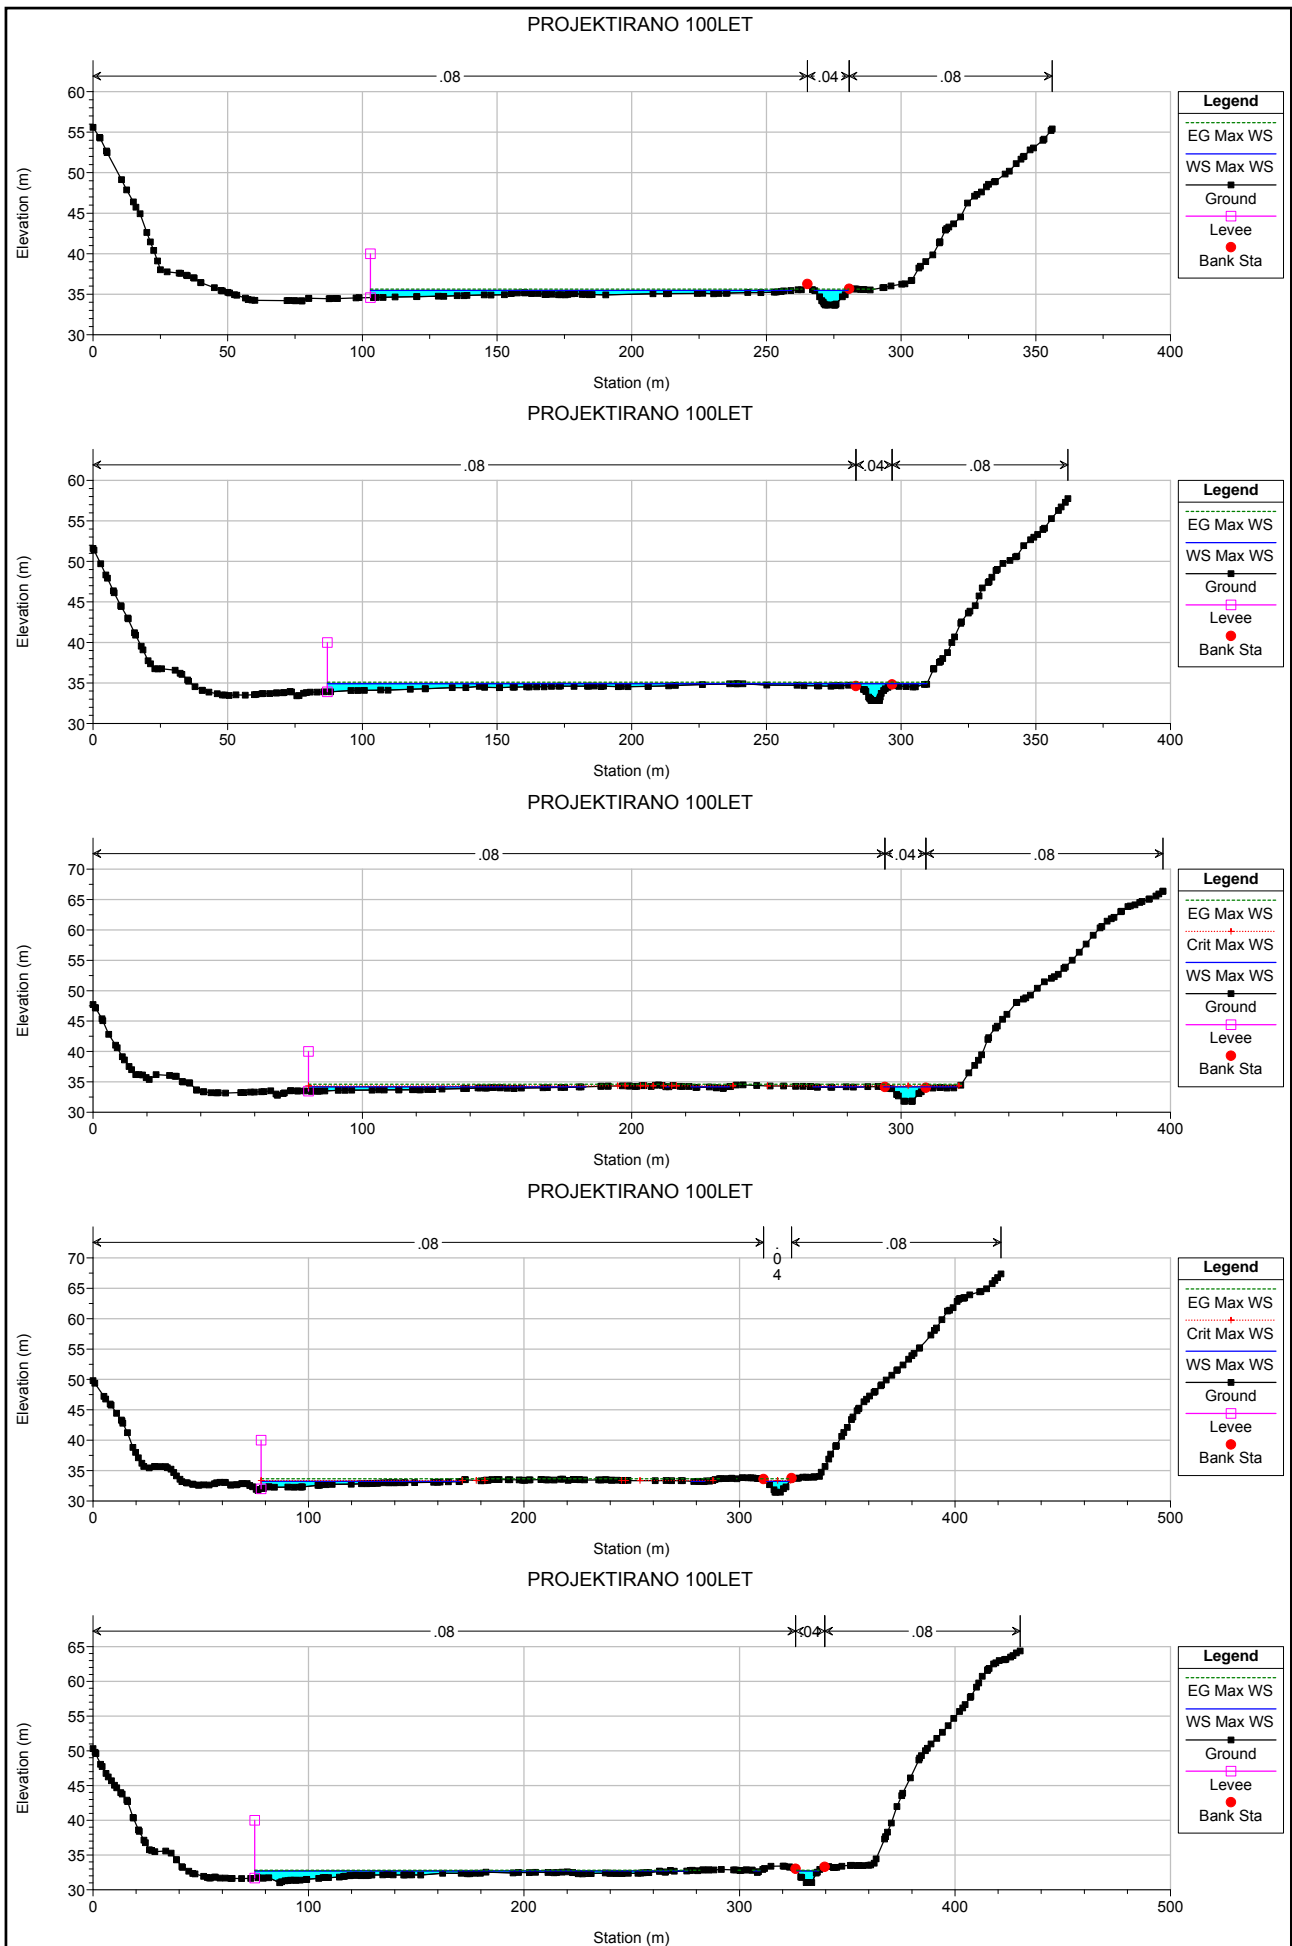 PROJEKTIRANO 100LET
.08 .04 .08
60
55
50
45
40
35
30
Elevation (m)
0 50 100 150 200 250 300 350 400
Station (m)
Legend
EG Max WS
WS Max WS
Ground
Levee
Bank Sta
PROJEKTIRANO 100LET
.08 .04 .08
60
55
50
45
40
35
30
Elevation (m)
0 50 100 150 200 250 300 350 400
Station (m)
Legend
EG Max WS
WS Max WS
Ground
Levee
Bank Sta
PROJEKTIRANO 100LET
.08 .04 .08
70
65
60
55
50
45
40
35
30
Elevation (m)
0 100 200 300 400
Station (m)
Legend
EG Max WS
Crit Max WS
WS Max WS
Ground
Levee
Bank Sta
PROJEKTIRANO 100LET
.08 .04 .08
70
65
60
55
50
45
40
35
30
Elevation (m)
0 100 200 300 400 500
Station (m)
Legend
EG Max WS
Crit Max WS
WS Max WS
Ground
Levee
Bank Sta
PROJEKTIRANO 100LET
.08 .04 .08
65
60
55
50
45
40
35
30
Elevation (m)
0 100 200 300 400 500
Station (m)
Legend
EG Max WS
WS Max WS
Ground
Levee
Bank Sta